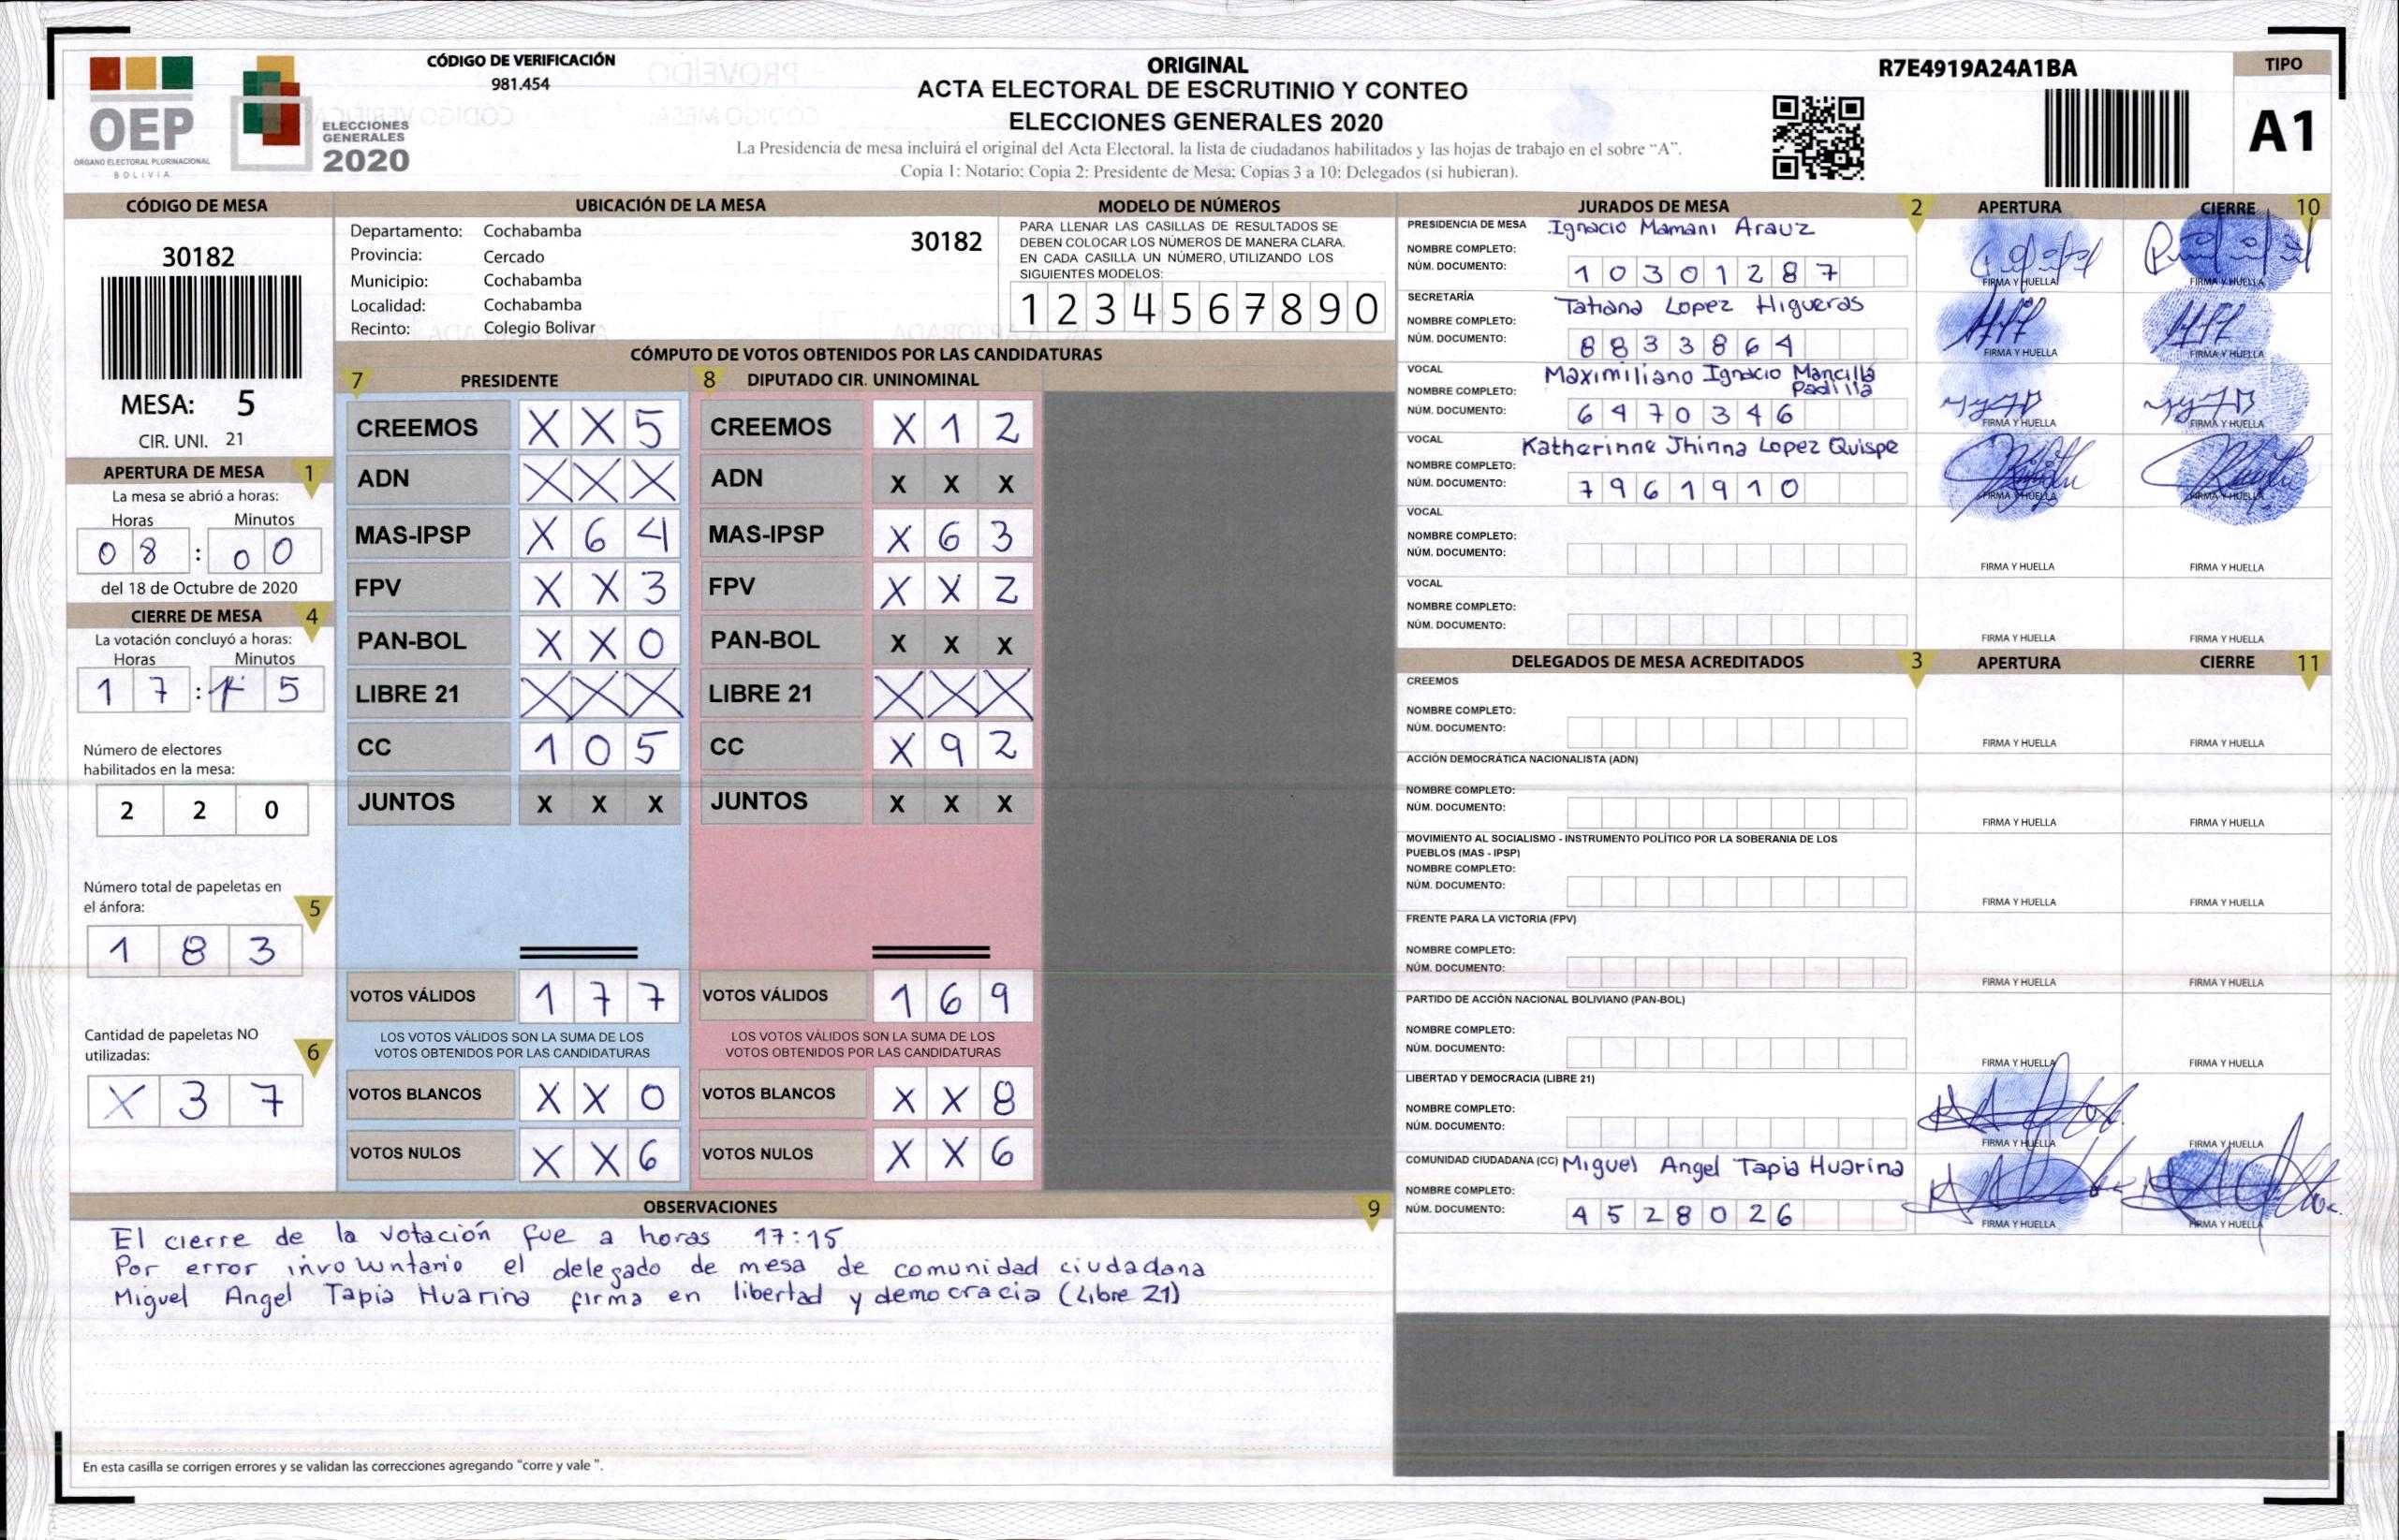 OEP
ÓRGANO ELECTORAL PLURINACIONAL
BOLIVIA
ELECCIONES
GENERALES
2020
CÓDIGO DE VERIFICACIÓN
981.454
ORIGINAL
ACTA ELECTORAL DE ESCRUTINIO Y CONTEO
ELECCIONES GENERALES 2020
La Presidencia de mesa incluirá el original del Acta Electoral, la lista de ciudadanos habilitados y las hojas de trabajo en el sobre "A".
Copia 1: Notario; Copia 2: Presidente de Mesa; Copias 3 a 10: Delegados (si hubieran).
R7E4919A24A1BA
TIPO
A1
CÓDIGO DE MESA
30182
MESA: 5
CIR. UNI. 21
APERTURA DE MESA 1
La mesa se abrió a horas:
Horas Minutos
0 8 : 0 0
del 18 de Octubre de 2020
CIERRE DE MESA 4
La votación concluyó a horas:
Horas Minutos
1 7 : 1 5
Número de electores
habilitados en la mesa:
2 2 0
Número total de papeletas en
el ánfora: 5
1 8 3
Cantidad de papeletas NO
utilizadas: 6
X 3 7
UBICACIÓN DE LA MESA
Departamento: Cochabamba
30182
Provincia: Cercado
Municipio: Cochabamba
Localidad: Cochabamba
Recinto: Colegio Bolivar
MODELO DE NÚMEROS
PARA LLENAR LAS CASILLAS DE RESULTADOS SE
DEBEN COLOCAR LOS NÚMEROS DE MANERA CLARA.
EN CADA CASILLA UN NÚMERO, UTILIZANDO LOS
SIGUIENTES MODELOS:
1 2 3 4 5 6 7 8 9 0
CÓMPUTO DE VOTOS OBTENIDOS POR LAS CANDIDATURAS
7 PRESIDENTE
CREEMOS X X 5
ADN X X X
MAS-IPSP X 6 4
FPV X X 3
PAN-BOL X X 0
LIBRE 21 X X X
CC 1 0 5
JUNTOS X X X
VOTOS VÁLIDOS 1 7 7
LOS VOTOS VÁLIDOS SON LA SUMA DE LOS
VOTOS OBTENIDOS POR LAS CANDIDATURAS
VOTOS BLANCOS X X 0
VOTOS NULOS X X 6
8 DIPUTADO CIR. UNINOMINAL
CREEMOS X 1 2
ADN X X X
MAS-IPSP X 6 3
FPV X X 2
PAN-BOL X X X
LIBRE 21 X X X
CC X 9 2
JUNTOS X X X
VOTOS VÁLIDOS 1 6 9
LOS VOTOS VÁLIDOS SON LA SUMA DE LOS
VOTOS OBTENIDOS POR LAS CANDIDATURAS
VOTOS BLANCOS X X 8
VOTOS NULOS X X 6
OBSERVACIONES 9
El cierre de la votación fue a horas 17:15
Por error involuntario el delegado de mesa de comunidad ciudadana
Miguel Angel Tapia Huarina firma en libertad y democracia (Libre 21)
En esta casilla se corrigen errores y se validan las correcciones agregando "corre y vale ".
JURADOS DE MESA 2 APERTURA CIERRE 10
PRESIDENCIA DE MESA Ignacio Mamani Arauz
NOMBRE COMPLETO:
NÚM. DOCUMENTO: 1 0 3 0 1 2 8 7
FIRMA Y HUELLA FIRMA Y HUELLA
SECRETARÍA Tatiana Lopez Higueras
NOMBRE COMPLETO:
NÚM. DOCUMENTO: 8 8 3 3 8 6 4
FIRMA Y HUELLA FIRMA Y HUELLA
VOCAL Maximiliano Ignacio Mancilla
Padilla
NOMBRE COMPLETO:
NÚM. DOCUMENTO: 6 4 7 0 3 4 6
FIRMA Y HUELLA FIRMA Y HUELLA
VOCAL Katherinne Jhinna Lopez Quispe
NOMBRE COMPLETO:
NÚM. DOCUMENTO: 7 9 6 1 9 1 0
FIRMA Y HUELLA FIRMA Y HUELLA
VOCAL
NOMBRE COMPLETO:
NÚM. DOCUMENTO:
FIRMA Y HUELLA FIRMA Y HUELLA
VOCAL
NOMBRE COMPLETO:
NÚM. DOCUMENTO:
FIRMA Y HUELLA FIRMA Y HUELLA
DELEGADOS DE MESA ACREDITADOS 3 APERTURA CIERRE 11
CREEMOS
NOMBRE COMPLETO:
NÚM. DOCUMENTO:
FIRMA Y HUELLA FIRMA Y HUELLA
ACCIÓN DEMOCRÁTICA NACIONALISTA (ADN)
NOMBRE COMPLETO:
NÚM. DOCUMENTO:
FIRMA Y HUELLA FIRMA Y HUELLA
MOVIMIENTO AL SOCIALISMO - INSTRUMENTO POLÍTICO POR LA SOBERANIA DE LOS
PUEBLOS (MAS - IPSP)
NOMBRE COMPLETO:
NÚM. DOCUMENTO:
FIRMA Y HUELLA FIRMA Y HUELLA
FRENTE PARA LA VICTORIA (FPV)
NOMBRE COMPLETO:
NÚM. DOCUMENTO:
FIRMA Y HUELLA FIRMA Y HUELLA
PARTIDO DE ACCIÓN NACIONAL BOLIVIANO (PAN-BOL)
NOMBRE COMPLETO:
NÚM. DOCUMENTO:
FIRMA Y HUELLA FIRMA Y HUELLA
LIBERTAD Y DEMOCRACIA (LIBRE 21)
NOMBRE COMPLETO:
NÚM. DOCUMENTO:
FIRMA Y HUELLA FIRMA Y HUELLA
COMUNIDAD CIUDADANA (CC) Miguel Angel Tapia Huarina
NOMBRE COMPLETO:
NÚM. DOCUMENTO: 4 5 2 8 0 2 6
FIRMA Y HUELLA FIRMA Y HUELLA